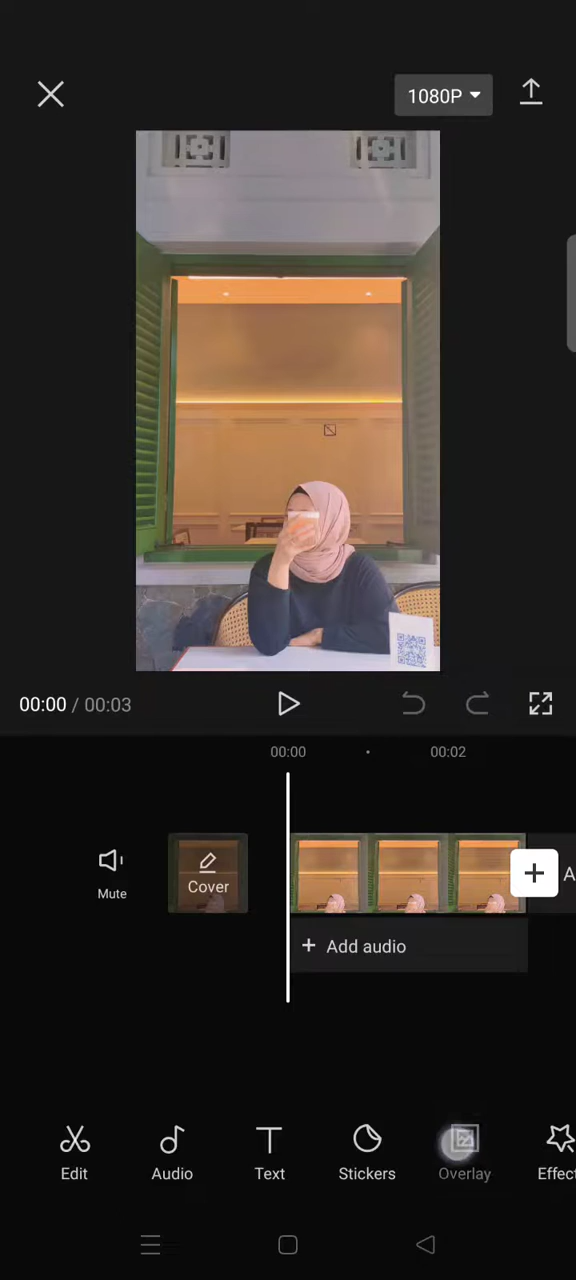 1080P
00:00 / 00:03
00:00
00:02
Mute
Cover
A
+ Add audio
Edit
Audio
Text
Stickers
Overlay
Effect